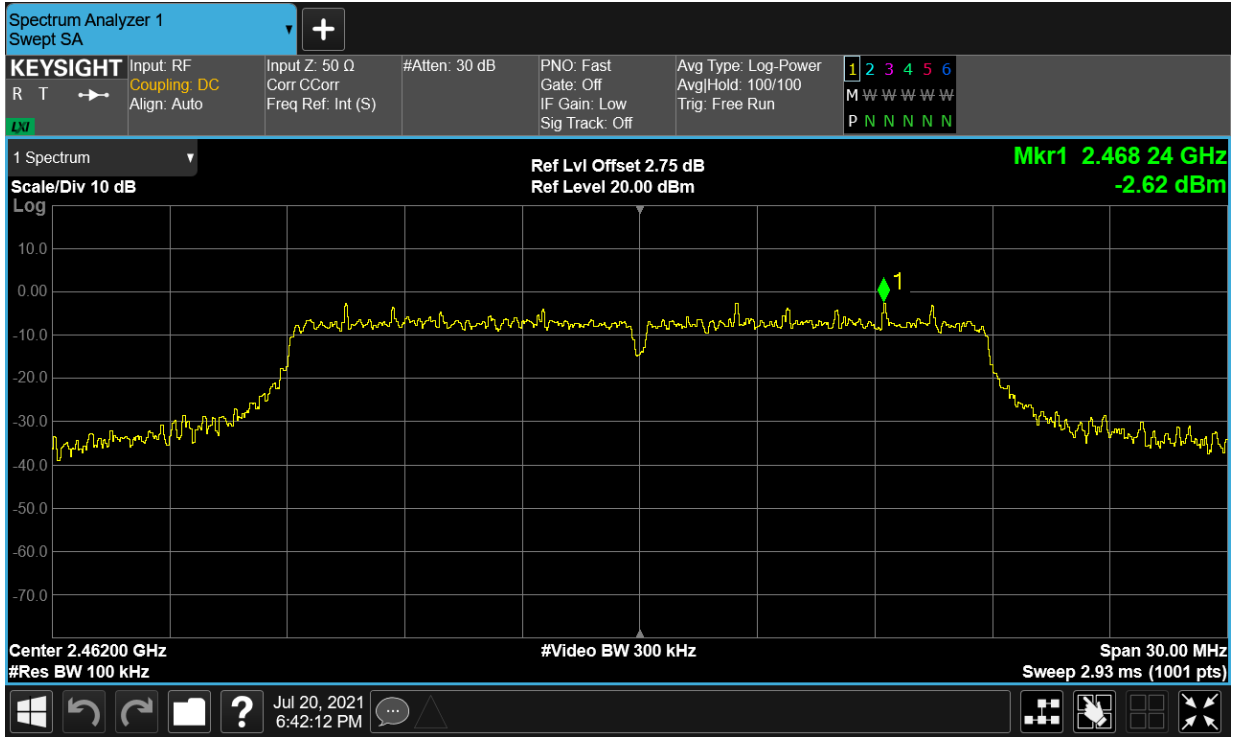 Spectrum Analyzer 1
Swept SA
KEYSIGHT
R T
LXI
Input: RF
Coupling: DC
Align: Auto
Input Z: 50 Ω
Corr CCorr
Freq Ref: Int (S)
#Atten: 30 dB
PNO: Fast
Gate: Off
IF Gain: Low
Sig Track: Off
Avg Type: Log-Power
Avg|Hold: 100/100
Trig: Free Run
1 2 3 4 5 6
M W W W W W
P N N N N N
1 Spectrum
Scale/Div 10 dB
Log
Ref Lvl Offset 2.75 dB
Ref Level 20.00 dBm
Mkr1 2.468 24 GHz
-2.62 dBm
1
10.0
0.00
-10.0
-20.0
-30.0
-40.0
-50.0
-60.0
-70.0
Center 2.46200 GHz
#Res BW 100 kHz
#Video BW 300 kHz
Span 30.00 MHz
Sweep 2.93 ms (1001 pts)
?
Jul 20, 2021
6:42:12 PM